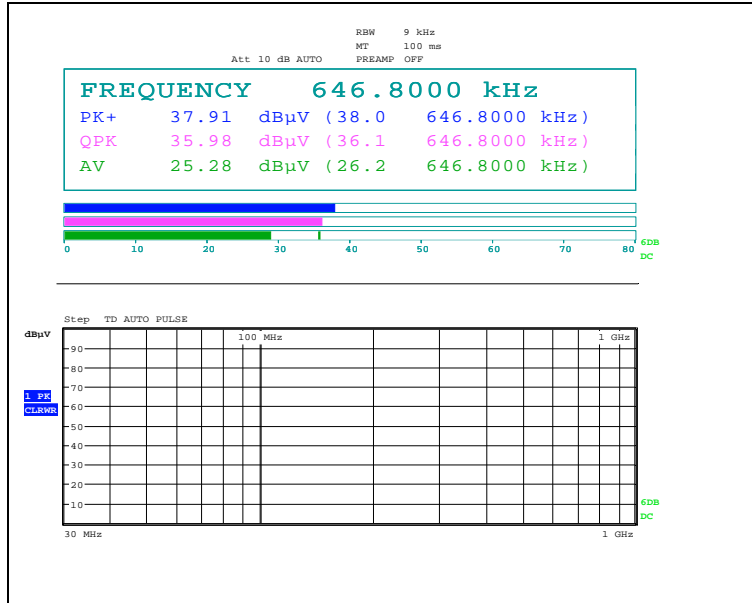 RBW 9 kHz
MT 100 ms
Att 10 dB AUTO PREAMP OFF
FREQUENCY 646.8000 kHz
PK+ 37.91 dBµV (38.0 646.8000 kHz)
QPK 35.98 dBµV (36.1 646.8000 kHz)
AV 25.28 dBµV (26.2 646.8000 kHz)
0 10 20 30 40 50 60 70 80
6DB
DC
Step TD AUTO PULSE
dBµV
100 MHz 1 GHz
90
80
70
1 PK
CLRWR
60
50
40
30
20
10
6DB
DC
30 MHz 1 GHz